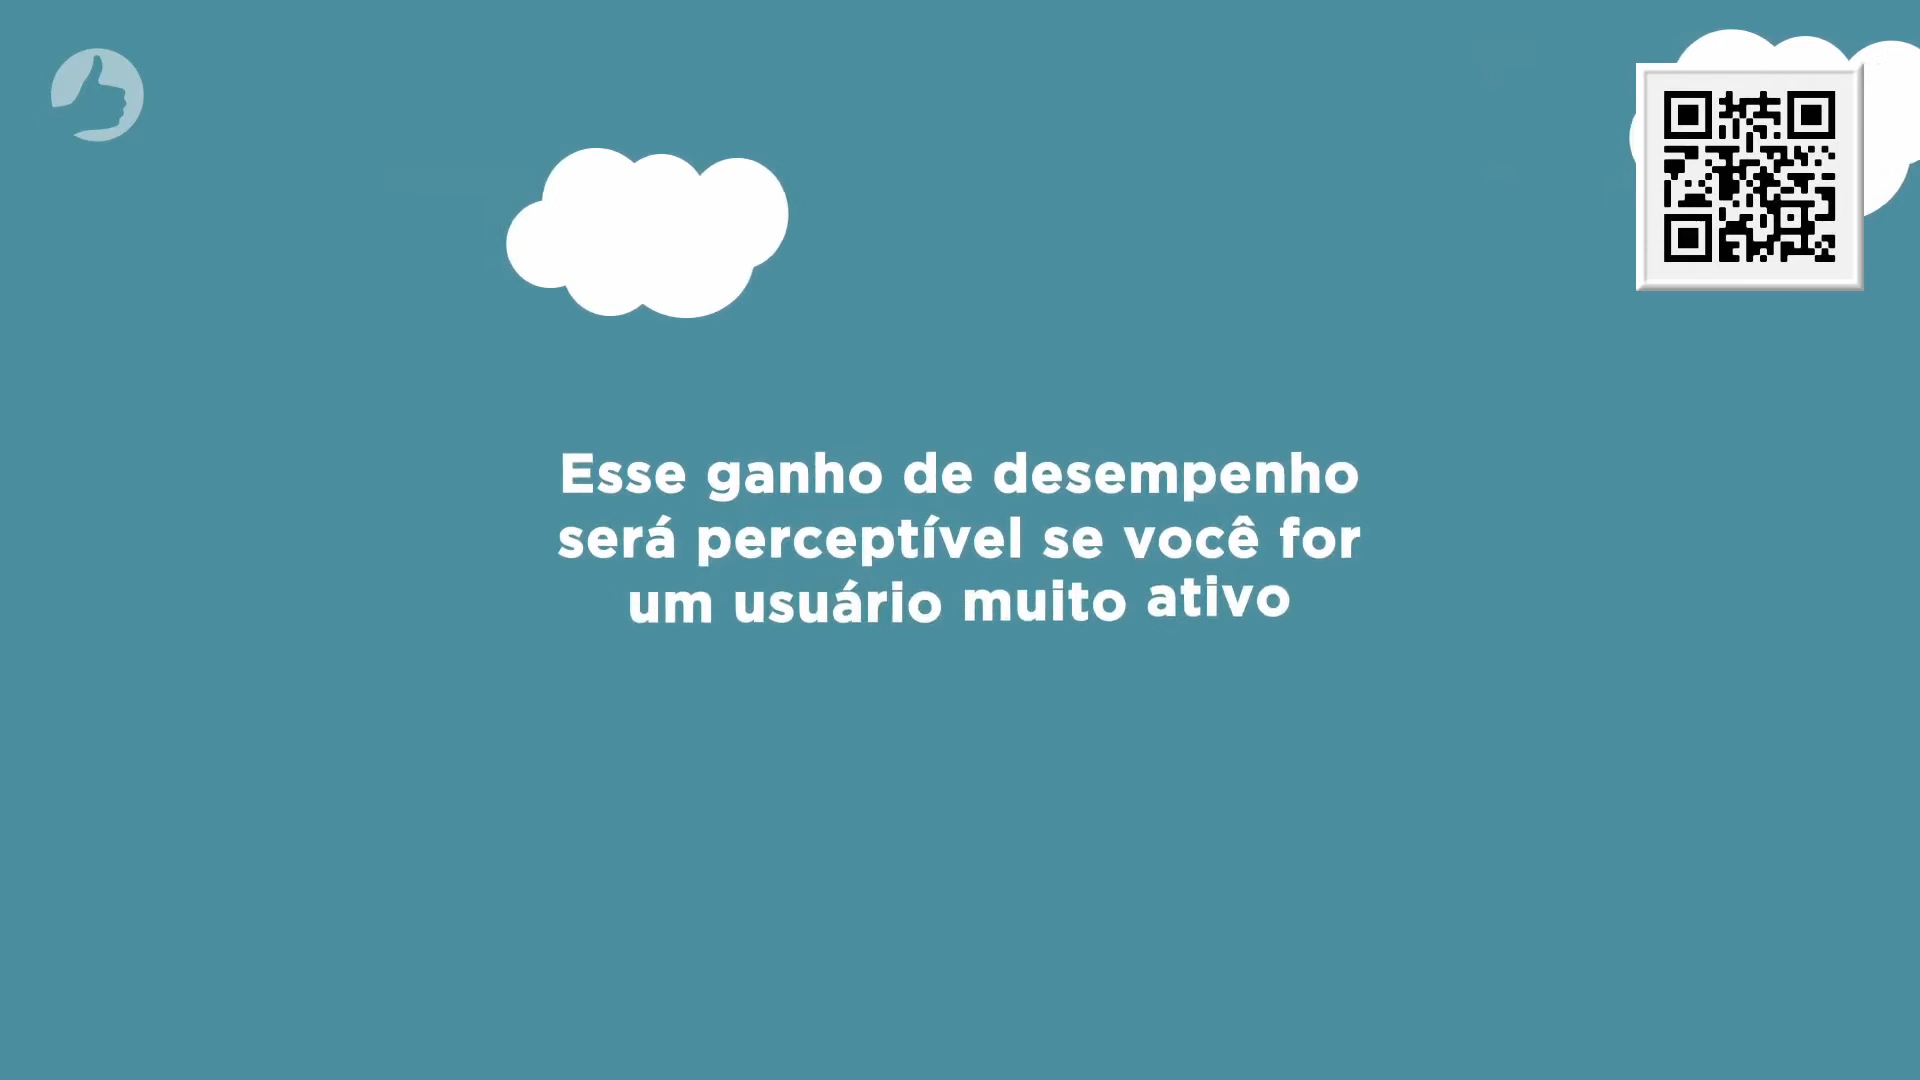 Esse ganho de desempenho
será perceptível se você for
um usuário muito ativo